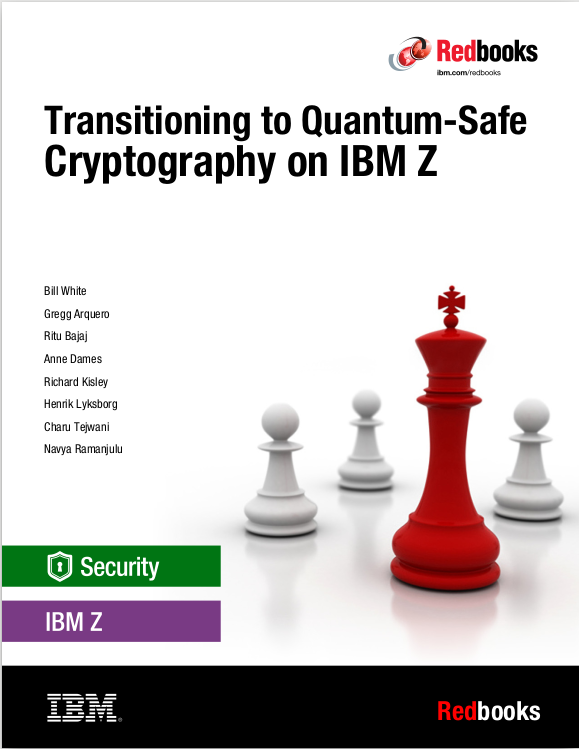 Redbooks
ibm.com/redbooks
Transitioning to Quantum-Safe
Cryptography on IBM Z
Bill White
Gregg Arquero
Ritu Bajaj
Anne Dames
Richard Kisley
Henrik Lyksborg
Charu Tejwani
Navya Ramanjulu
Security
IBM Z
IBM®
Redbooks